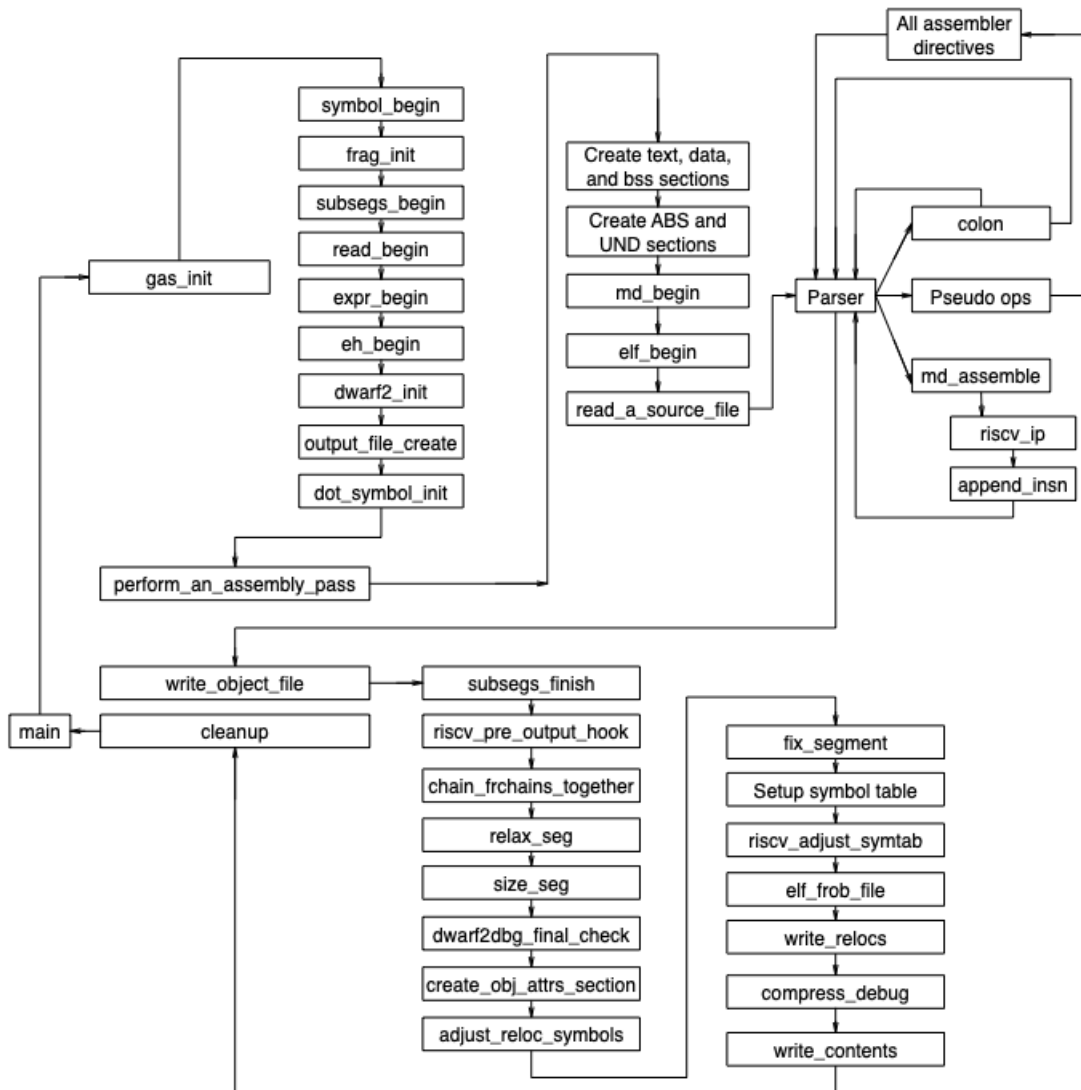 All assembler
directives
symbol_begin
frag_init
subsegs_begin
read_begin
gas_init
expr_begin
eh_begin
dwarf2_init
output_file_create
dot_symbol_init
perform_an_assembly_pass
Create text, data,
and bss sections
Create ABS and
UND sections
md_begin
elf_begin
read_a_source_file
Parser
colon
Pseudo ops
md_assemble
riscv_ip
append_insn
write_object_file
main
cleanup
subsegs_finish
riscv_pre_output_hook
chain_frchains_together
relax_seg
size_seg
dwarf2dbg_final_check
create_obj_attrs_section
adjust_reloc_symbols
fix_segment
Setup symbol table
riscv_adjust_symtab
elf_frob_file
write_relocs
compress_debug
write_contents